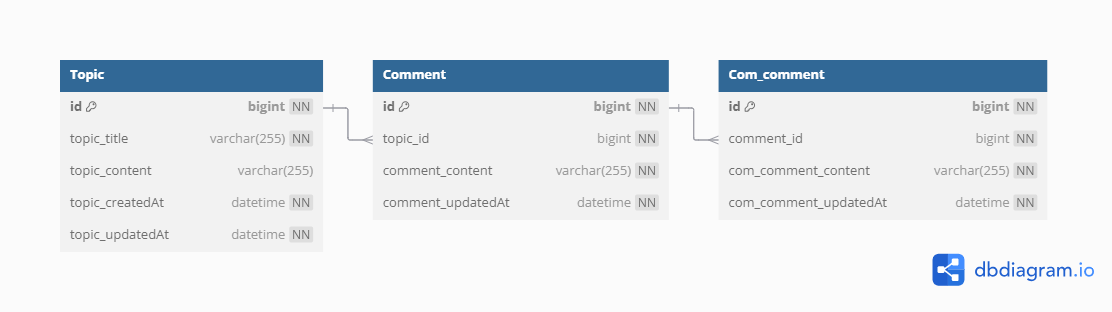 Topic
id bigint NN
topic_title varchar(255) NN
topic_content varchar(255)
topic_createdAt datetime NN
topic_updatedAt datetime NN
Comment
id bigint NN
topic_id bigint NN
comment_content varchar(255) NN
comment_updatedAt datetime NN
Com_comment
id bigint NN
comment_id bigint NN
com_comment_content varchar(255) NN
com_comment_updatedAt datetime NN
dbdiagram.io